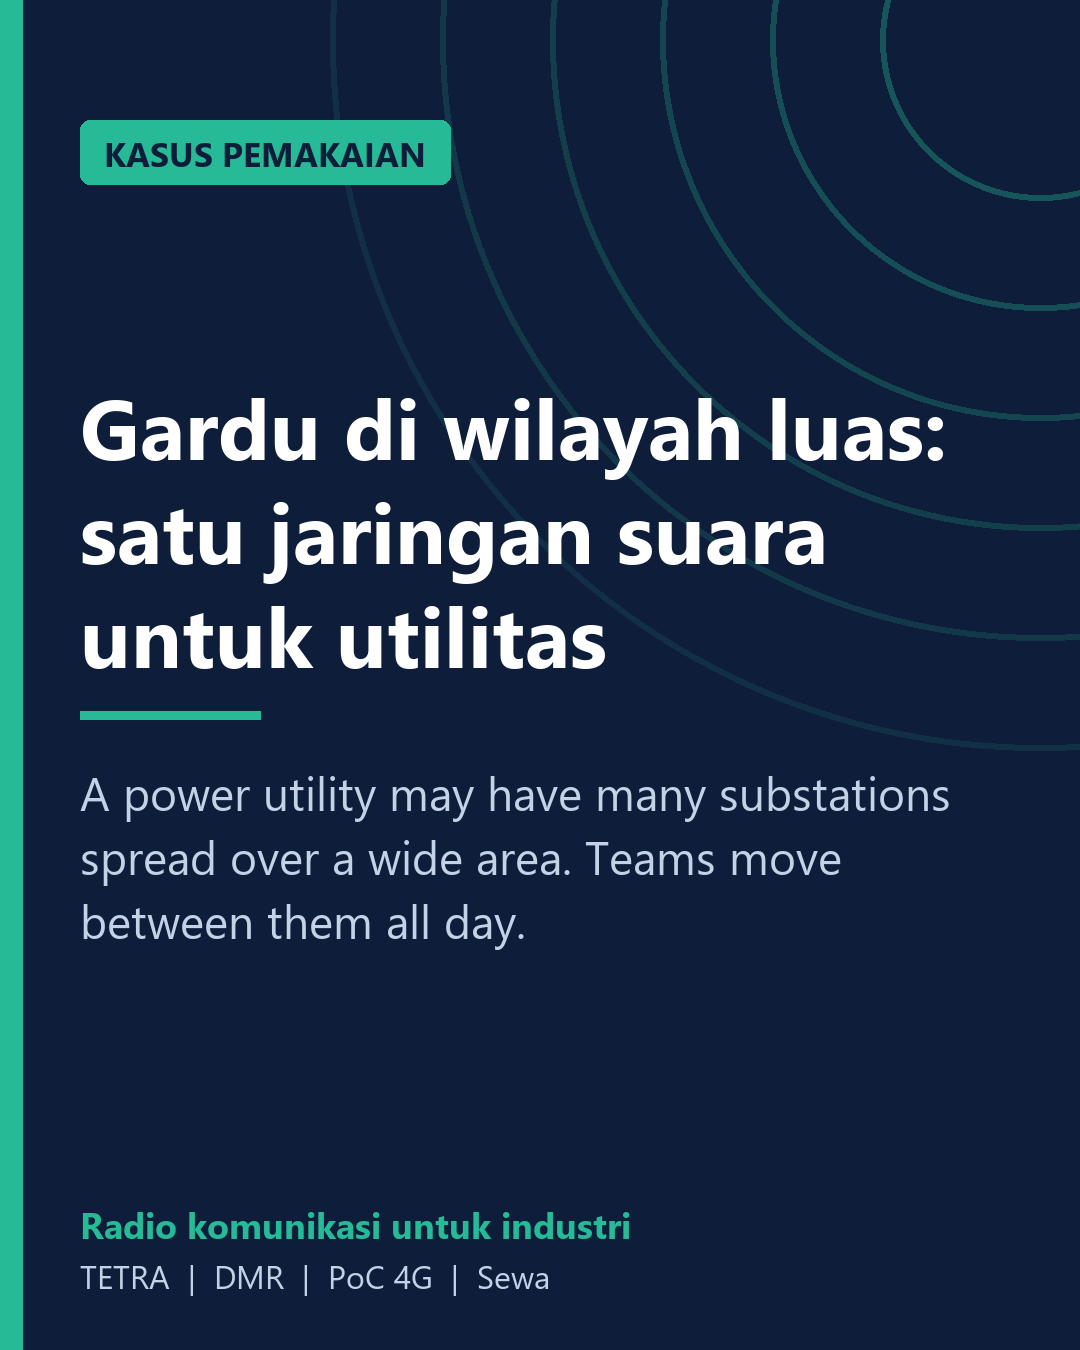 KASUS PEMAKAIAN
Gardu di wilayah luas:
satu jaringan suara
untuk utilitas
A power utility may have many substations
spread over a wide area. Teams move
between them all day.
Radio komunikasi untuk industri
TETRA | DMR | PoC 4G | Sewa